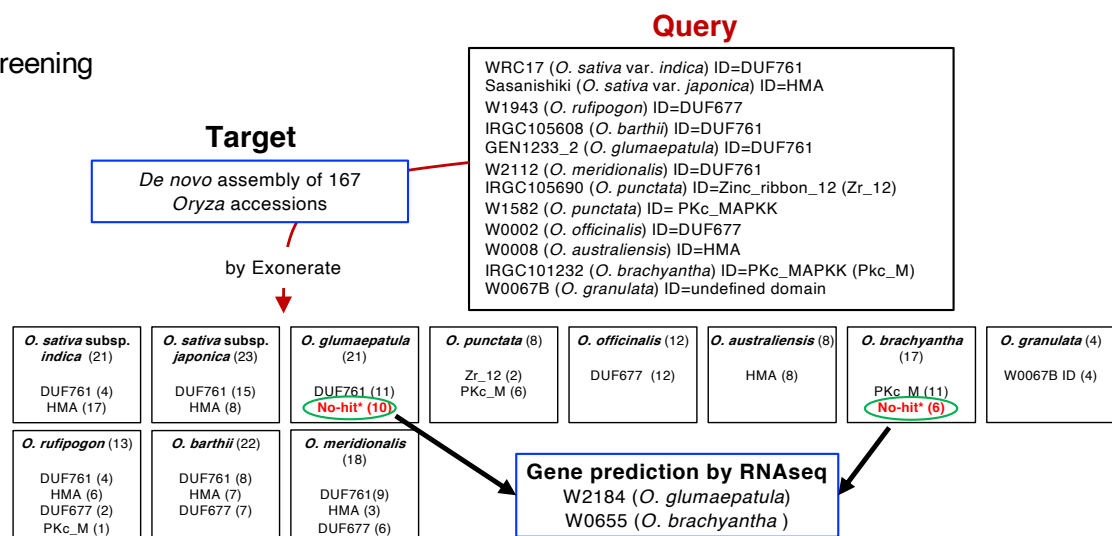 reening
Query
WRC17 (O. sativa var. indica) ID=DUF761
Sasanishiki (O. sativa var. japonica) ID=HMA
W1943 (O. rufipogon) ID=DUF677
IRGC105608 (O. barthii) ID=DUF761
GEN1233_2 (O. glumaepatula) ID=DUF761
W2112 (O. meridionalis) ID=DUF761
IRGC105690 (O. punctata) ID=Zinc_ribbon_12 (Zr_12)
W1582 (O. punctata) ID= PKc_MAPKK
W0002 (O. officinalis) ID=DUF677
W0008 (O. australiensis) ID=HMA
IRGC101232 (O. brachyantha) ID=PKc_MAPKK (Pkc_M)
W0067B (O. granulata) ID=undefined domain
Target
De novo assembly of 167
Oryza accessions
by Exonerate
O. sativa subsp.
indica (21)
DUF761 (4)
HMA (17)
O. sativa subsp.
japonica (23)
DUF761 (15)
HMA (8)
O. glumaepatula
(21)
DUF761 (11)
No-hit* (10)
O. punctata (8)
Zr_12 (2)
PKc_M (6)
O. officinalis (12)
DUF677 (12)
O. australiensis (8)
HMA (8)
O. brachyantha
(17)
PKc_M (11)
No-hit* (6)
O. granulata (4)
W0067B ID (4)
O. rufipogon (13)
DUF761 (4)
HMA (6)
DUF677 (2)
PKc_M (1)
O. barthii (22)
DUF761 (8)
HMA (7)
DUF677 (7)
O. meridionalis
(18)
DUF761(9)
HMA (3)
DUF677 (6)
Gene prediction by RNAseq
W2184 (O. glumaepatula)
W0655 (O. brachyantha )